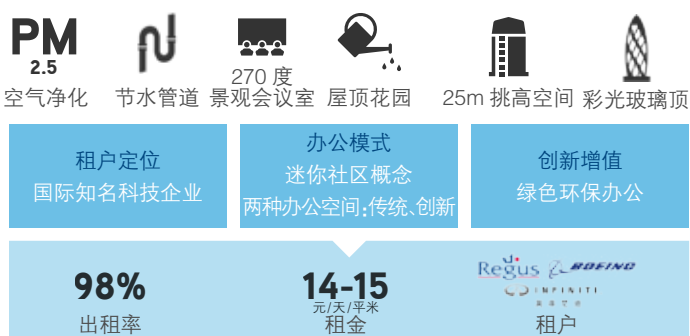 PM
2.5
空气净化
节水管道
270 度
景观会议室
屋顶花园
25m 挑高空间
彩光玻璃顶
租户定位
国际知名科技企业
办公模式
迷你社区概念
两种办公空间:传统、创新
创新增值
绿色环保办公
98%
出租率
14-15
元/天/平米
租金
Regus
BOEING
INFINITI
租户